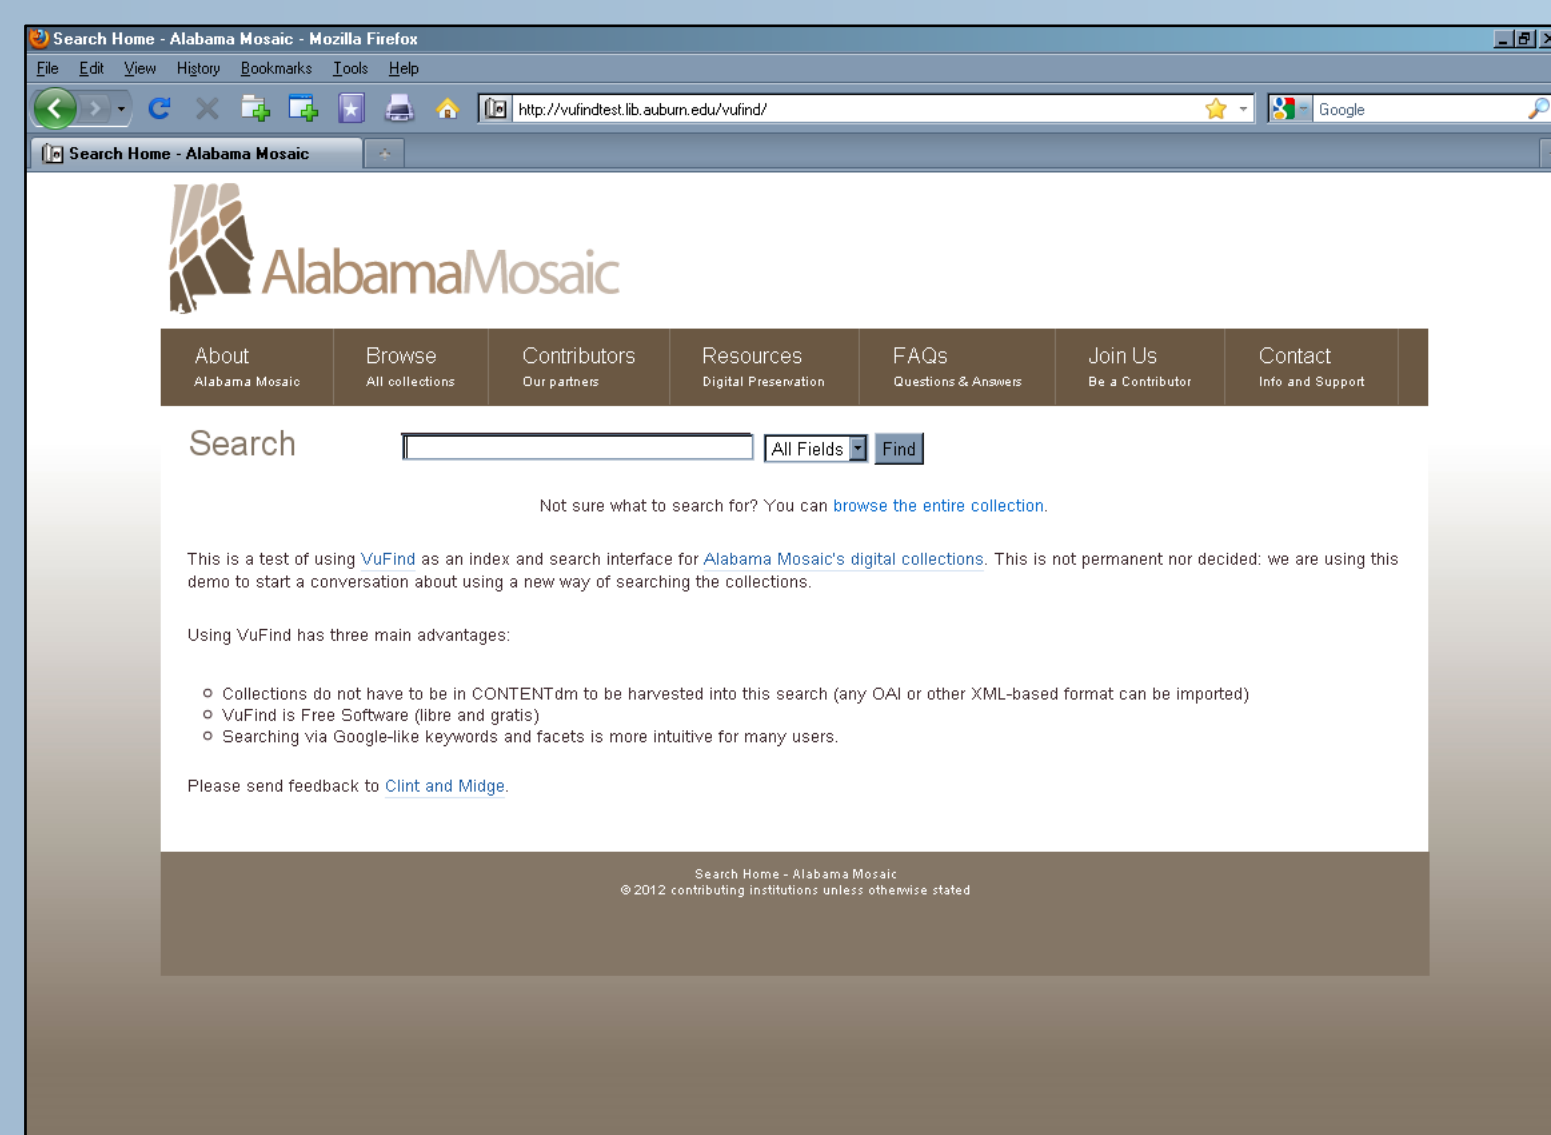 Search Home - Alabama Mosaic - Mozilla Firefox
File Edit View History Bookmarks Tools Help
http://vufindtest.lib.auburn.edu/vufind/
Google
Search Home - Alabama Mosaic
AlabamaMosaic
About Browse Contributors Resources FAQs Join Us Contact
Alabama Mosaic All collections Our partners Digital Preservation Questions & Answers Be a Contributor Info and Support
Search All Fields Find
Not sure what to search for? You can browse the entire collection.
This is a test of using VuFind as an index and search interface for Alabama Mosaic's digital collections. This is not permanent nor decided: we are using this
demo to start a conversation about using a new way of searching the collections.
Using VuFind has three main advantages:
Collections do not have to be in CONTENTdm to be harvested into this search (any OAI or other XML-based format can be imported)
VuFind is Free Software (libre and gratis)
Searching via Google-like keywords and facets is more intuitive for many users.
Please send feedback to Clint and Midge.
Search Home - Alabama Mosaic
© 2012 contributing institutions unless otherwise stated